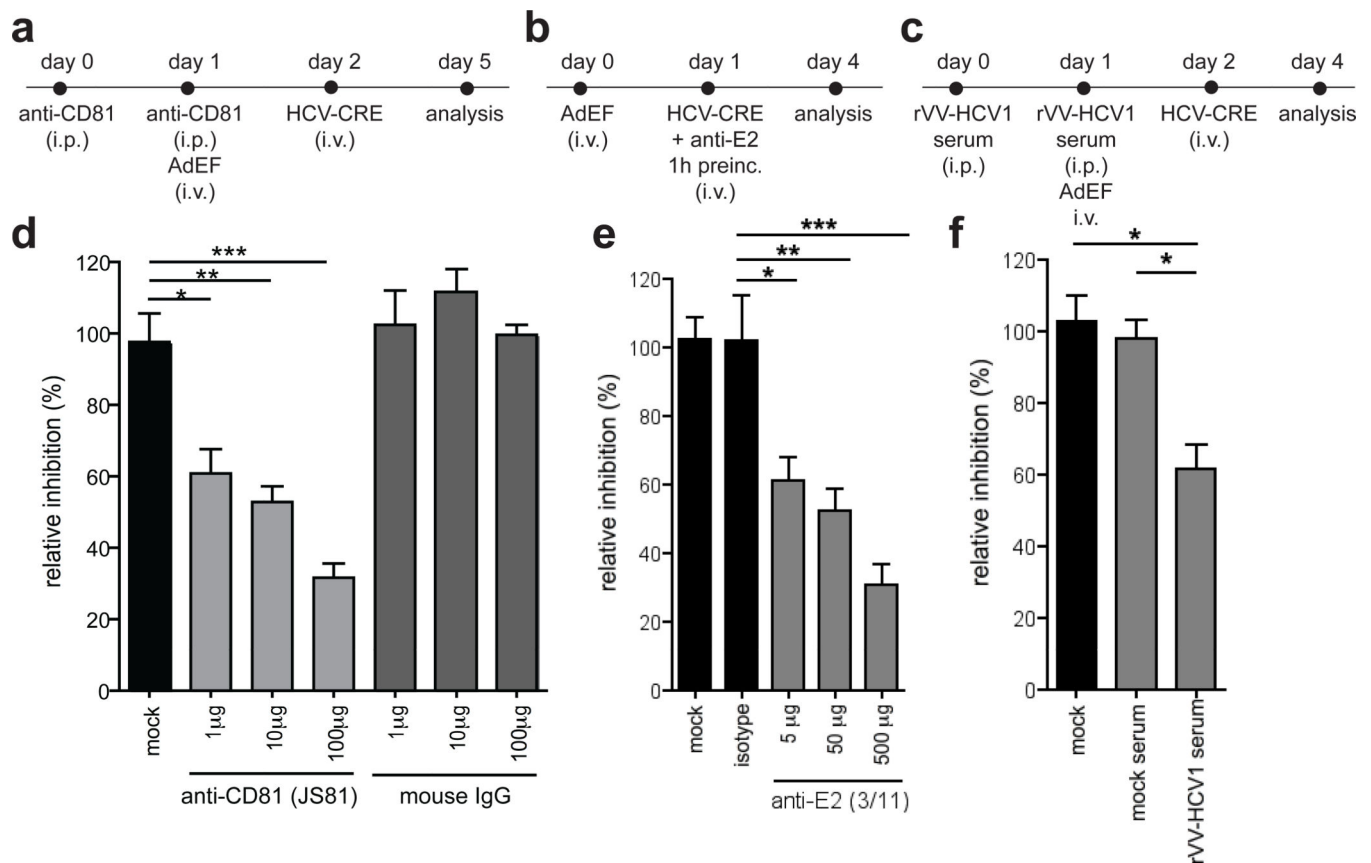 a
day 0
day 1
day 2
day 5
anti-CD81
(i.p.)
anti-CD81
(i.p.)
AdEF
(i.v.)
HCV-CRE
(i.v.)
analysis
b
day 0
day 1
day 4
AdEF
(i.v.)
HCV-CRE
+ anti-E2
1h preinc.
(i.v.)
analysis
c
day 0
day 1
day 2
day 4
rVV-HCV1
serum
(i.p.)
rVV-HCV1
serum
(i.p.)
AdEF
i.v.
HCV-CRE
(i.v.)
analysis
d
relative inhibition (%)
120
100
80
60
40
20
0
***
**
*
mock
1µg
10µg
100µg
1µg
10µg
100µg
anti-CD81 (JS81)
mouse IgG
e
relative inhibition (%)
120
100
80
60
40
20
0
***
**
*
mock
isotype
5 µg
50 µg
500 µg
anti-E2 (3/11)
f
relative inhibition (%)
120
100
80
60
40
20
0
*
*
mock
mock serum
rVV-HCV1 serum